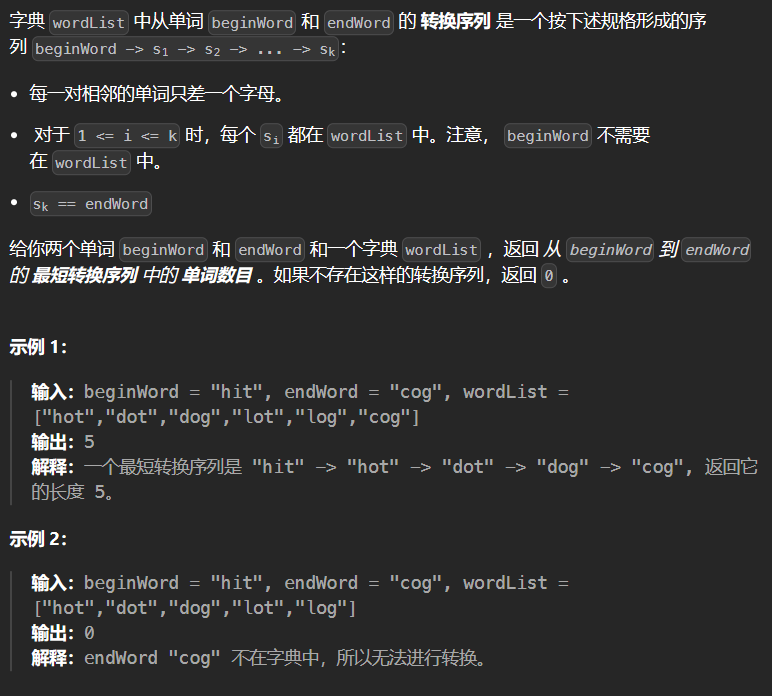 字典 wordList 中从单词 beginWord 和 endWord 的 转换序列 是一个按下述规格形成的序
列 beginWord -> s1 -> s2 -> ... -> sk：
• 每一对相邻的单词只差一个字母。
• 对于 1 <= i <= k 时，每个 si 都在 wordList 中。注意， beginWord 不需要
在 wordList 中。
• sk == endWord
给你两个单词 beginWord 和 endWord 和一个字典 wordList ，返回 从 beginWord 到 endWord
的 最短转换序列 中的 单词数目 。如果不存在这样的转换序列，返回 0 。
示例 1：
输入：beginWord = "hit", endWord = "cog", wordList =
["hot","dot","dog","lot","log","cog"]
输出：5
解释：一个最短转换序列是 "hit" -> "hot" -> "dot" -> "dog" -> "cog", 返回它
的长度 5。
示例 2：
输入：beginWord = "hit", endWord = "cog", wordList =
["hot","dot","dog","lot","log"]
输出：0
解释：endWord "cog" 不在字典中，所以无法进行转换。